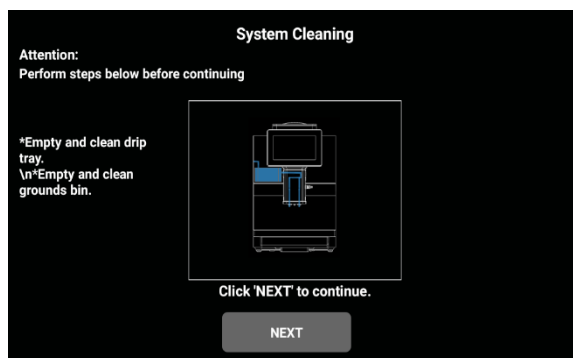 System Cleaning
Attention:
Perform steps below before continuing
*Empty and clean drip
tray.
\n*Empty and clean
grounds bin.
Click 'NEXT' to continue.
NEXT